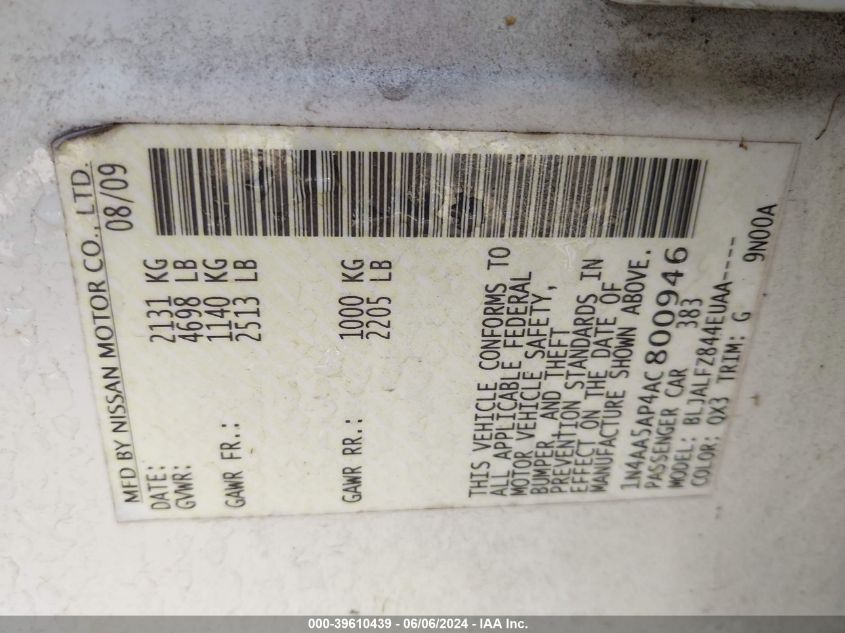 MFD BY NISSAN MOTOR CO., LTD.
DATE: 08/09
GVWR: 2131 KG
4698 LB
GAWR FR.: 1140 KG
2513 LB
GAWR RR.: 1000 KG
2205 LB
THIS VEHICLE CONFORMS TO
ALL APPLICABLE FEDERAL
MOTOR VEHICLE SAFETY,
BUMPER, AND THEFT
PREVENTION STANDARDS IN
EFFECT ON THE DATE OF
MANUFACTURE SHOWN ABOVE.
1N4AA5AP4AC800946
PASSENGER CAR 383
MODEL: BLJALFZ844EUAA----
COLOR: QX3 TRIM: G 9N00A
000-39610439 - 06/06/2024 - IAA Inc.